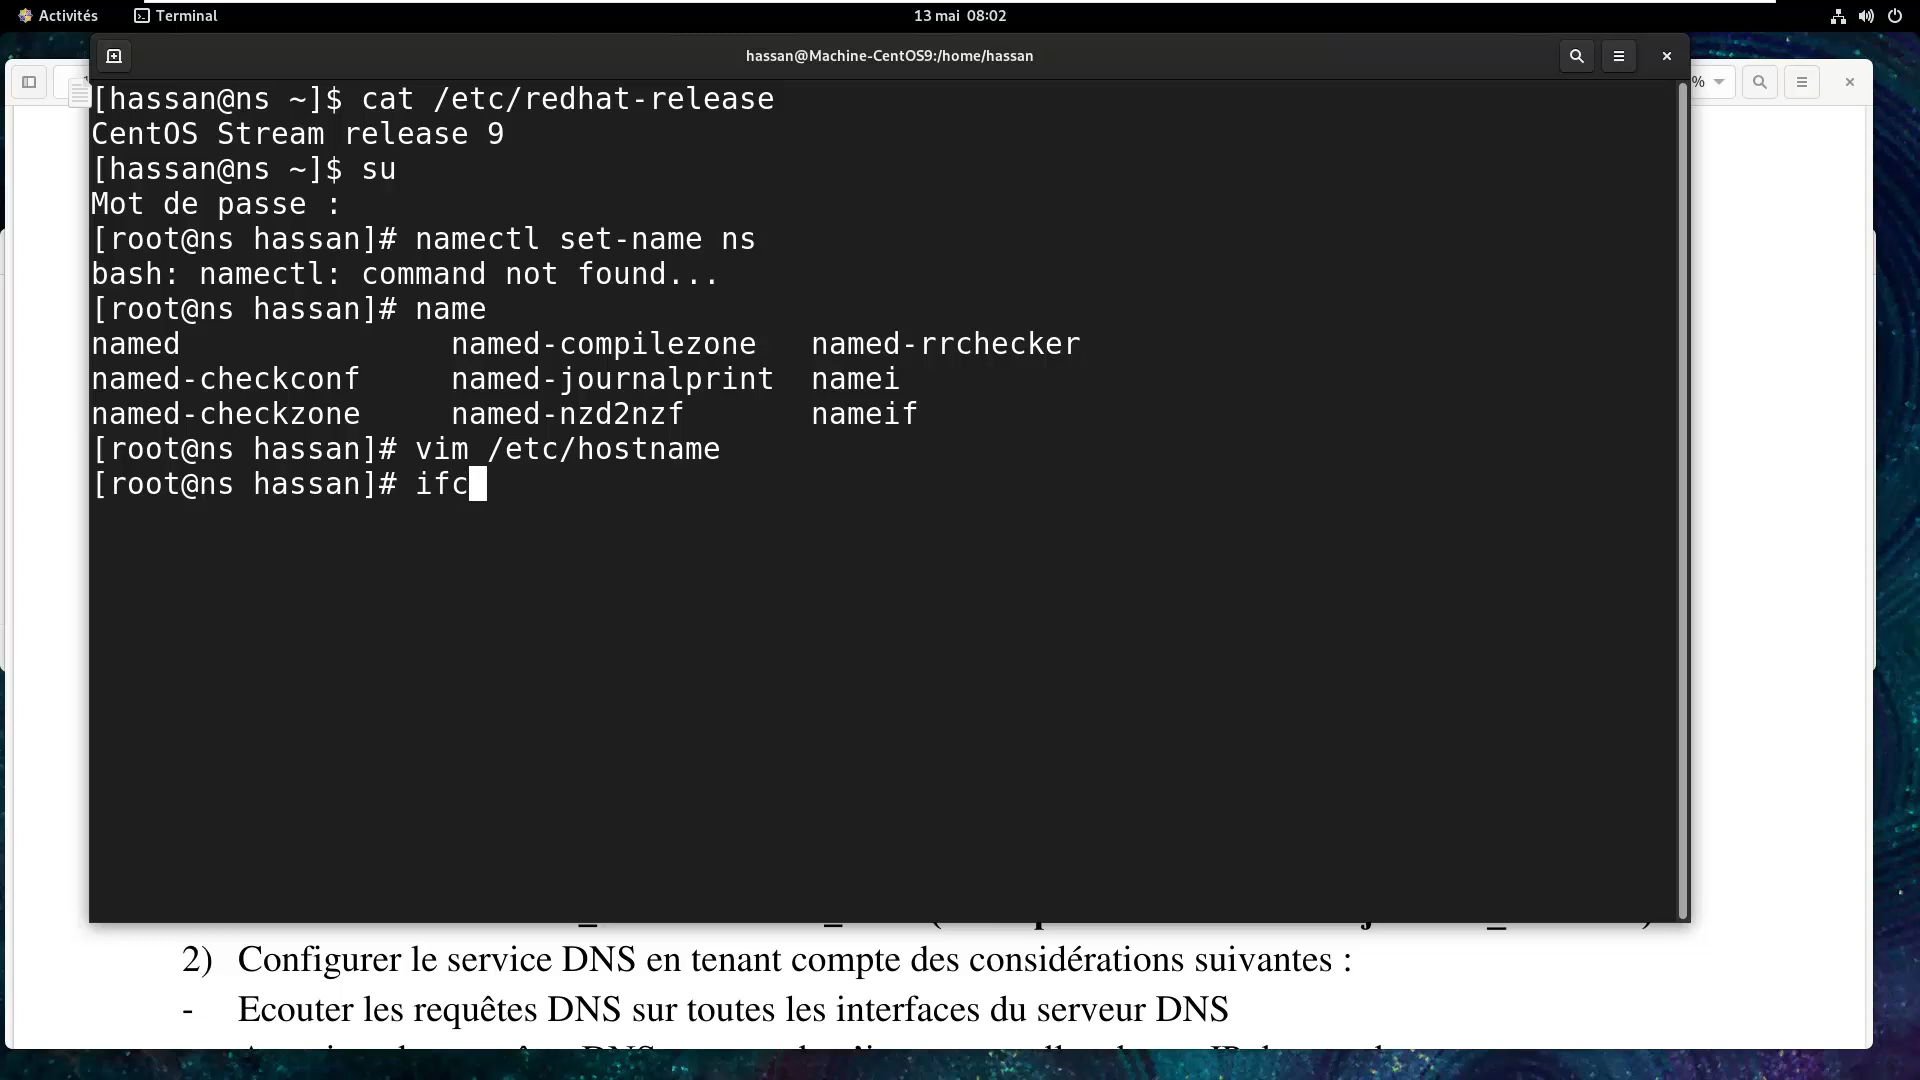 Activités
Terminal
13 mai 08:02
hassan@Machine-CentOS9:/home/hassan
%
[hassan@ns ~]$ cat /etc/redhat-release
CentOS Stream release 9
[hassan@ns ~]$ su
Mot de passe :
[root@ns hassan]# namectl set-name ns
bash: namectl: command not found...
[root@ns hassan]# name
named named-compilezone named-rrchecker
named-checkconf named-journalprint namei
named-checkzone named-nzd2nzf nameif
[root@ns hassan]# vim /etc/hostname
[root@ns hassan]# ifc
2) Configurer le service DNS en tenant compte des considérations suivantes :
- Ecouter les requêtes DNS sur toutes les interfaces du serveur DNS